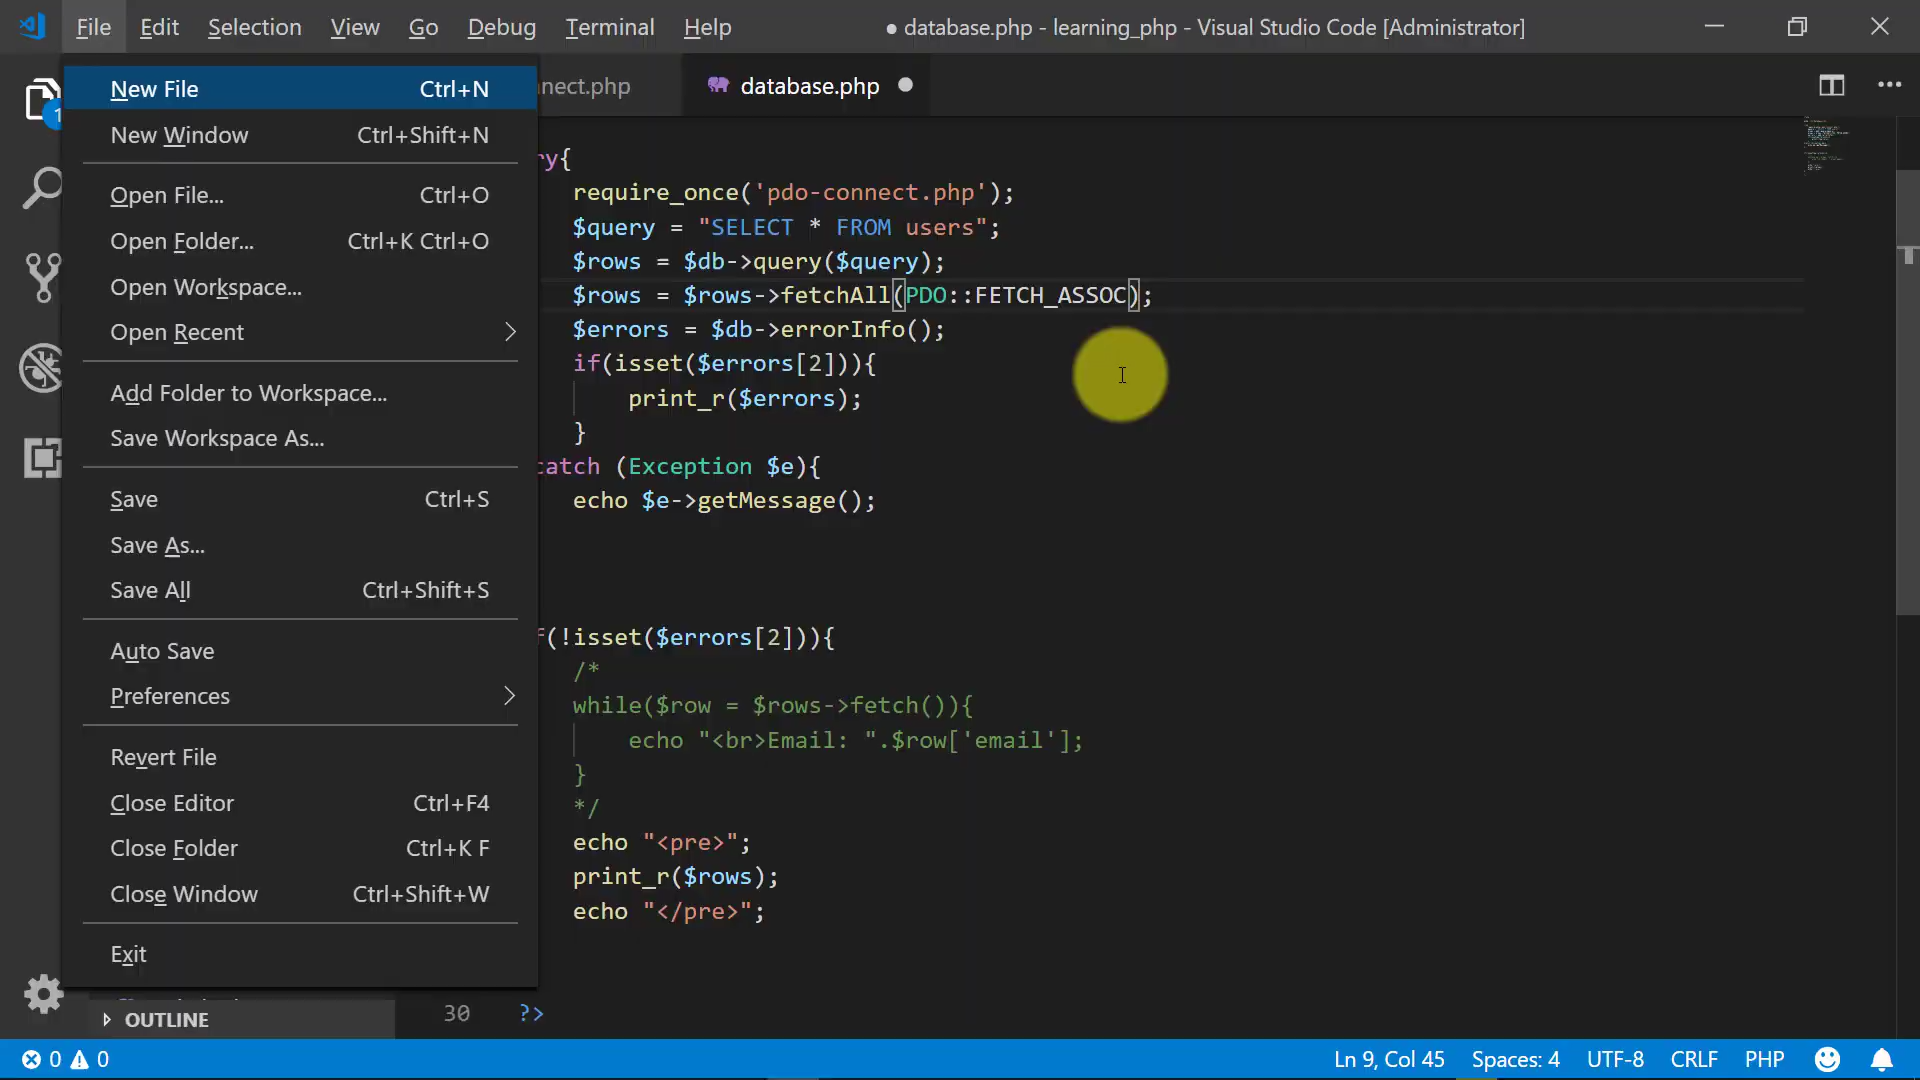 File Edit Selection View Go Debug Terminal Help ● database.php - learning_php - Visual Studio Code [Administrator]
nect.php database.php
New File Ctrl+N
New Window Ctrl+Shift+N
Open File... Ctrl+O
Open Folder... Ctrl+K Ctrl+O
Open Workspace...
Open Recent
Add Folder to Workspace...
Save Workspace As...
Save Ctrl+S
Save As...
Save All Ctrl+Shift+S
Auto Save
Preferences
Revert File
Close Editor Ctrl+F4
Close Folder Ctrl+K F
Close Window Ctrl+Shift+W
Exit
1
ry{
require_once('pdo-connect.php');
$query = "SELECT * FROM users";
$rows = $db->query($query);
$rows = $rows->fetchAll(PDO::FETCH_ASSOC);
$errors = $db->errorInfo();
if(isset($errors[2])){
print_r($errors);
}
catch (Exception $e){
echo $e->getMessage();
f(!isset($errors[2])){
/*
while($row = $rows->fetch()){
echo "<br>Email: ".$row['email'];
}
*/
echo "<pre>";
print_r($rows);
echo "</pre>";
30 ?>
OUTLINE
0 0 Ln 9, Col 45 Spaces: 4 UTF-8 CRLF PHP